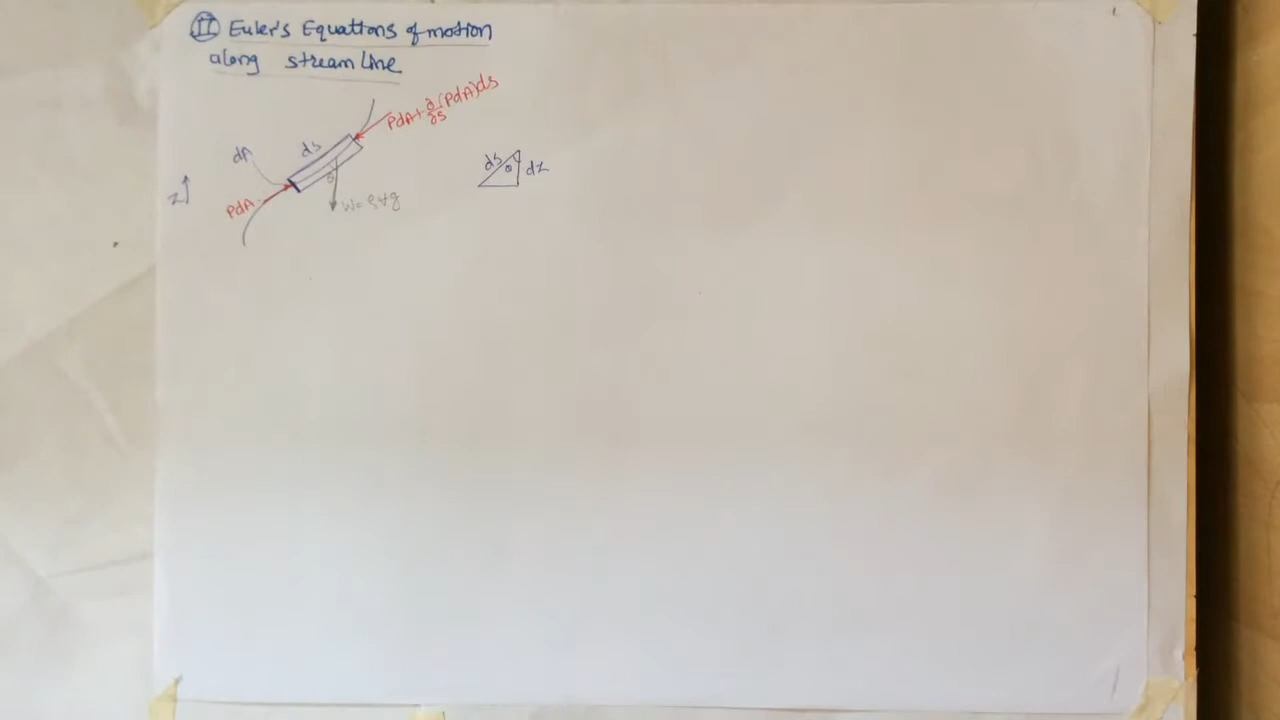 II Euler's Equations of motion
along stream line
PdA+∂/∂s(PdA)ds
ds
dA
ds θ dz
z
θ
PdA
W=ρ∀g